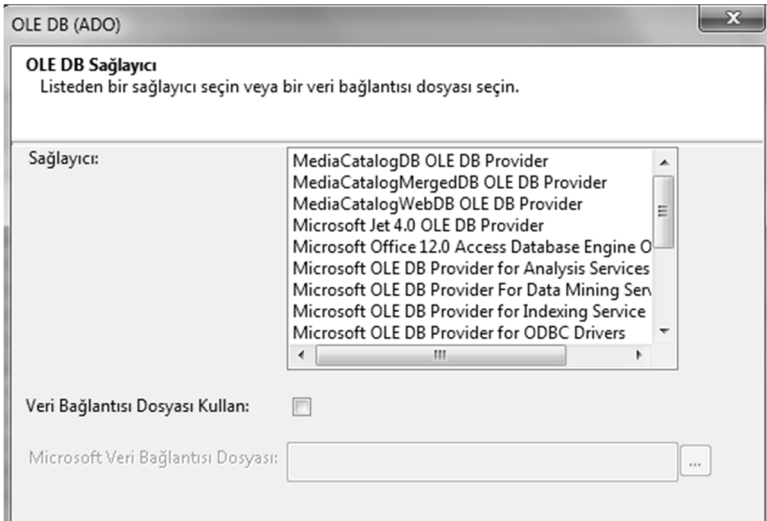 OLE DB (ADO)
OLE DB Sağlayıcı
Listeden bir sağlayıcı seçin veya bir veri bağlantısı dosyası seçin.
Sağlayıcı:
MediaCatalogDB OLE DB Provider
MediaCatalogMergedDB OLE DB Provider
MediaCatalogWebDB OLE DB Provider
Microsoft Jet 4.0 OLE DB Provider
Microsoft Office 12.0 Access Database Engine O
Microsoft OLE DB Provider for Analysis Services
Microsoft OLE DB Provider For Data Mining Serv
Microsoft OLE DB Provider for Indexing Service
Microsoft OLE DB Provider for ODBC Drivers
Veri Bağlantısı Dosyası Kullan:
Microsoft Veri Bağlantısı Dosyası:
...